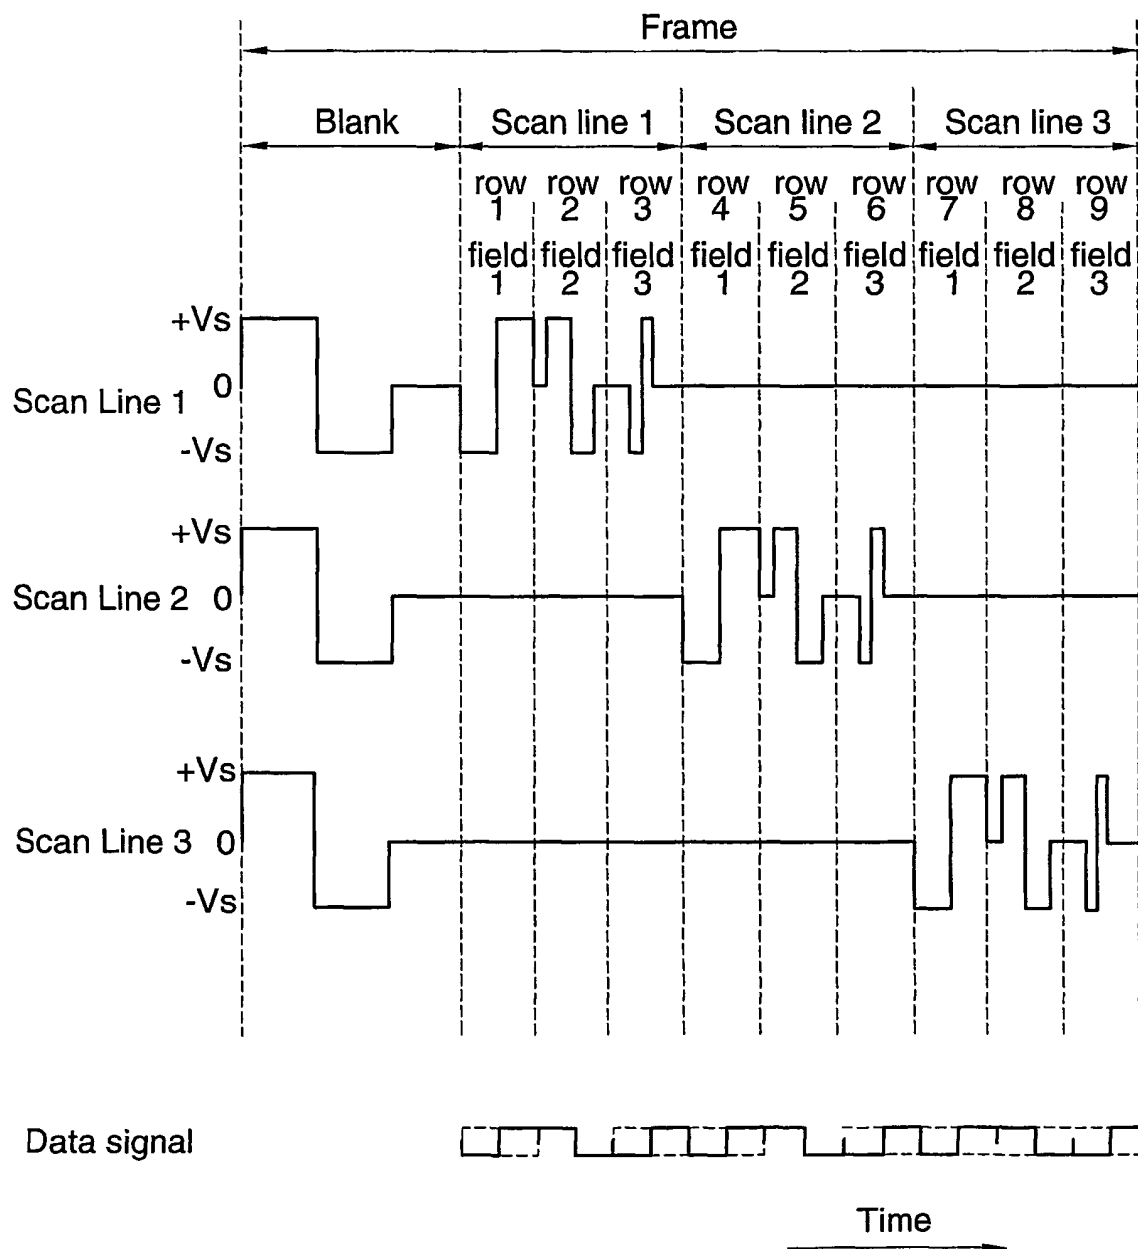 Frame
Blank
Scan line 1
Scan line 2
Scan line 3
row 1
row 2
row 3
row 4
row 5
row 6
row 7
row 8
row 9
field 1
field 2
field 3
field 1
field 2
field 3
field 1
field 2
field 3
+Vs
Scan Line 1
0
-Vs
+Vs
Scan Line 2 0
-Vs
+Vs
Scan Line 3 0
-Vs
Data signal
Time